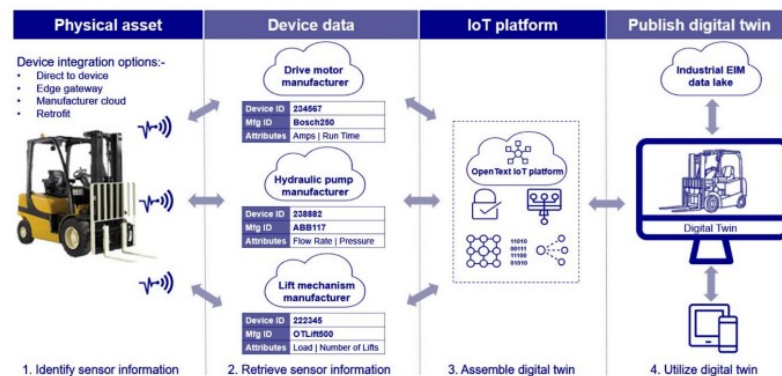 Physical asset
Device data
IoT platform
Publish digital twin
Device integration options:-
• Direct to device
• Edge gateway
• Manufacturer cloud
• Retrofit
Drive motor
manufacturer
Device ID 234567
Mfg ID Bosch250
Attributes Amps | Run Time
Hydraulic pump
manufacturer
Device ID 238882
Mfg ID ABB117
Attributes Flow Rate | Pressure
Lift mechanism
manufacturer
Device ID 222345
Mfg ID OTLift500
Attributes Load | Number of Lifts
OpenText IoT platform
11010
00111
11100
01010
Industrial EIM
data lake
Digital Twin
1. Identify sensor information
2. Retrieve sensor information
3. Assemble digital twin
4. Utilize digital twin